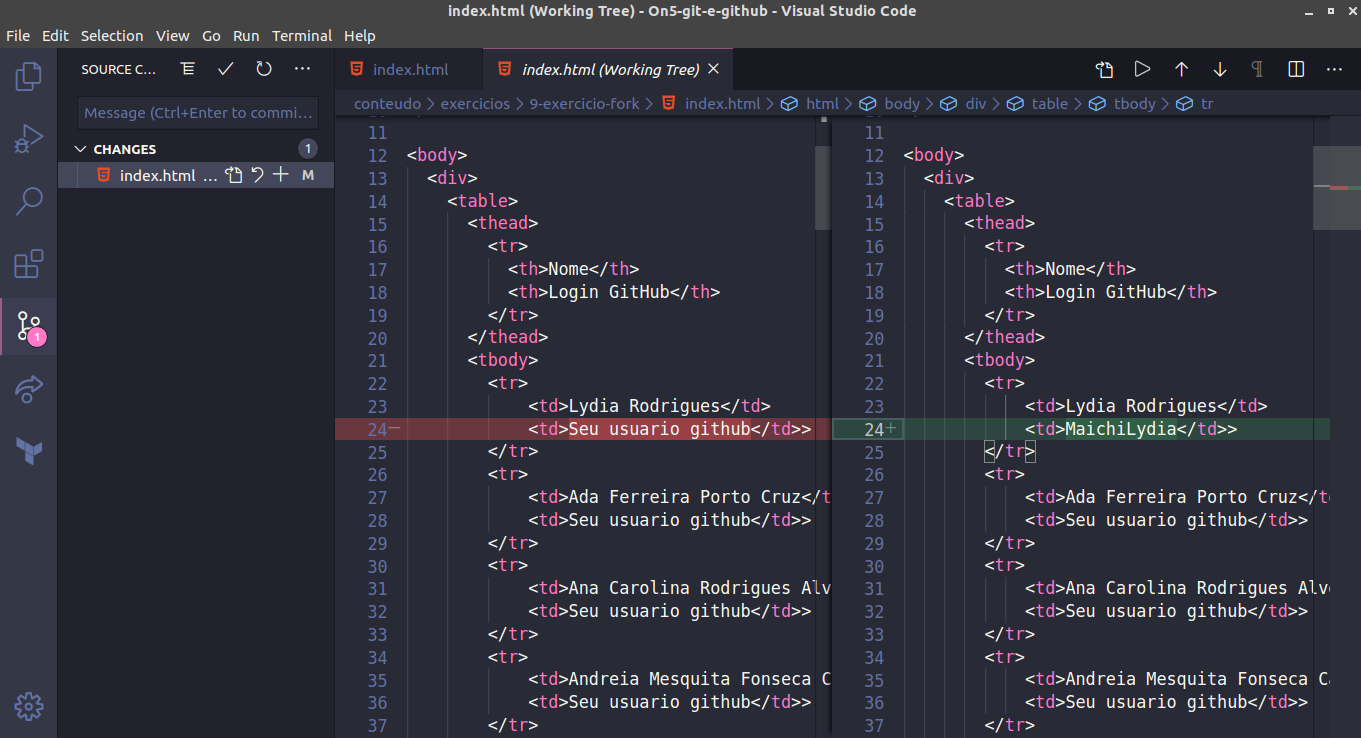 index.html (Working Tree) - On5-git-e-github - Visual Studio Code
File Edit Selection View Go Run Terminal Help
SOURCE C...
index.html
index.html (Working Tree)
Message (Ctrl+Enter to commi...
conteudo > exercicios > 9-exercicio-fork > index.html > html > body > div > table > tbody > tr
CHANGES 1
index.html ... M
1
11
12 <body>
13 <div>
14 <table>
15 <thead>
16 <tr>
17 <th>Nome</th>
18 <th>Login GitHub</th>
19 </tr>
20 </thead>
21 <tbody>
22 <tr>
23 <td>Lydia Rodrigues</td>
24− <td>Seu usuario github</td>>
25 </tr>
26 <tr>
27 <td>Ada Ferreira Porto Cruz</t
28 <td>Seu usuario github</td>>
29 </tr>
30 <tr>
31 <td>Ana Carolina Rodrigues Alv
32 <td>Seu usuario github</td>>
33 </tr>
34 <tr>
35 <td>Andreia Mesquita Fonseca C
36 <td>Seu usuario github</td>>
37 </tr>
11
12 <body>
13 <div>
14 <table>
15 <thead>
16 <tr>
17 <th>Nome</th>
18 <th>Login GitHub</th>
19 </tr>
20 </thead>
21 <tbody>
22 <tr>
23 <td>Lydia Rodrigues</td>
24+ <td>MaichiLydia</td>>
25 </tr>
26 <tr>
27 <td>Ada Ferreira Porto Cruz</t
28 <td>Seu usuario github</td>>
29 </tr>
30 <tr>
31 <td>Ana Carolina Rodrigues Alv
32 <td>Seu usuario github</td>>
33 </tr>
34 <tr>
35 <td>Andreia Mesquita Fonseca Ca
36 <td>Seu usuario github</td>>
37 </tr>